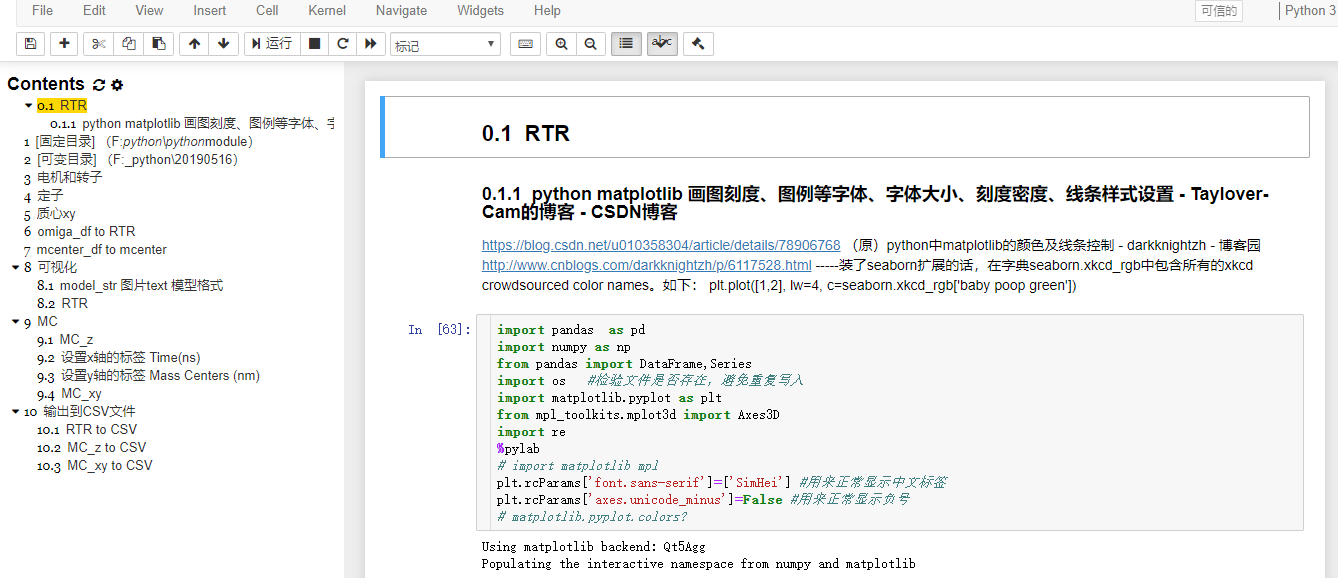 File Edit View Insert Cell Kernel Navigate Widgets Help 可信的 Python 3
运行 标记 abc
Contents
0.1 RTR
0.1.1 python matplotlib 画图刻度、图例等字体、字
1 [固定目录] （F:python\pythonmodule）
2 [可变目录] （F:_python\20190516）
3 电机和转子
4 定子
5 质心xy
6 omiga_df to RTR
7 mcenter_df to mcenter
8 可视化
8.1 model_str 图片text 模型格式
8.2 RTR
9 MC
9.1 MC_z
9.2 设置x轴的标签 Time(ns)
9.3 设置y轴的标签 Mass Centers (nm)
9.4 MC_xy
10 输出到CSV文件
10.1 RTR to CSV
10.2 MC_z to CSV
10.3 MC_xy to CSV
0.1 RTR
0.1.1 python matplotlib 画图刻度、图例等字体、字体大小、刻度密度、线条样式设置 - Taylover-
Cam的博客 - CSDN博客
https://blog.csdn.net/u010358304/article/details/78906768 （原）python中matplotlib的颜色及线条控制 - darkknightzh - 博客园
http://www.cnblogs.com/darkknightzh/p/6117528.html -----装了seaborn扩展的话，在字典seaborn.xkcd_rgb中包含所有的xkcd
crowdsourced color names。如下： plt.plot([1,2], lw=4, c=seaborn.xkcd_rgb['baby poop green'])
In [63]:
import pandas as pd
import numpy as np
from pandas import DataFrame,Series
import os #检验文件是否存在，避免重复写入
import matplotlib.pyplot as plt
from mpl_toolkits.mplot3d import Axes3D
import re
%pylab
# import matplotlib mpl
plt.rcParams['font.sans-serif']=['SimHei'] #用来正常显示中文标签
plt.rcParams['axes.unicode_minus']=False #用来正常显示负号
# matplotlib.pyplot.colors?
Using matplotlib backend: Qt5Agg
Populating the interactive namespace from numpy and matplotlib